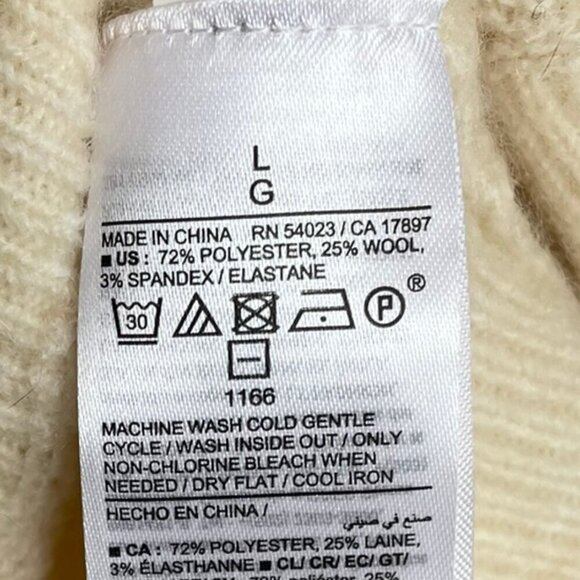 L
G
MADE IN CHINA RN 54023 / CA 17897
■ US : 72% POLYESTER, 25% WOOL,
3% SPANDEX / ELASTANE
30 P ®
1166
MACHINE WASH COLD GENTLE
CYCLE / WASH INSIDE OUT / ONLY
NON-CHLORINE BLEACH WHEN
NEEDED / DRY FLAT / COOL IRON
HECHO EN CHINA / صنع في صيني
■ CA : 72% POLYESTER, 25% LAINE,
3% ÉLASTHANNE ■ CL/ CR/ EC/ GT/
25%